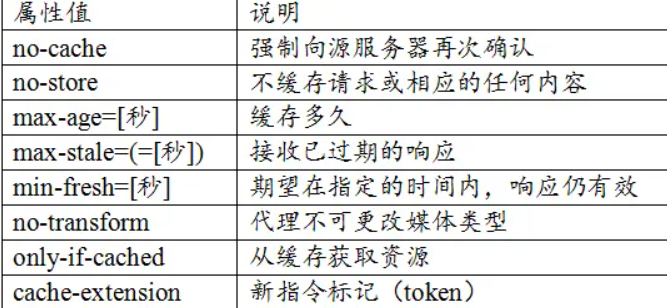 属性值 说明
no-cache 强制向源服务器再次确认
no-store 不缓存请求或相应的任何内容
max-age=[秒] 缓存多久
max-stale=(=[秒]) 接收已过期的响应
min-fresh=[秒] 期望在指定的时间内，响应仍有效
no-transform 代理不可更改媒体类型
only-if-cached 从缓存获取资源
cache-extension 新指令标记（token）